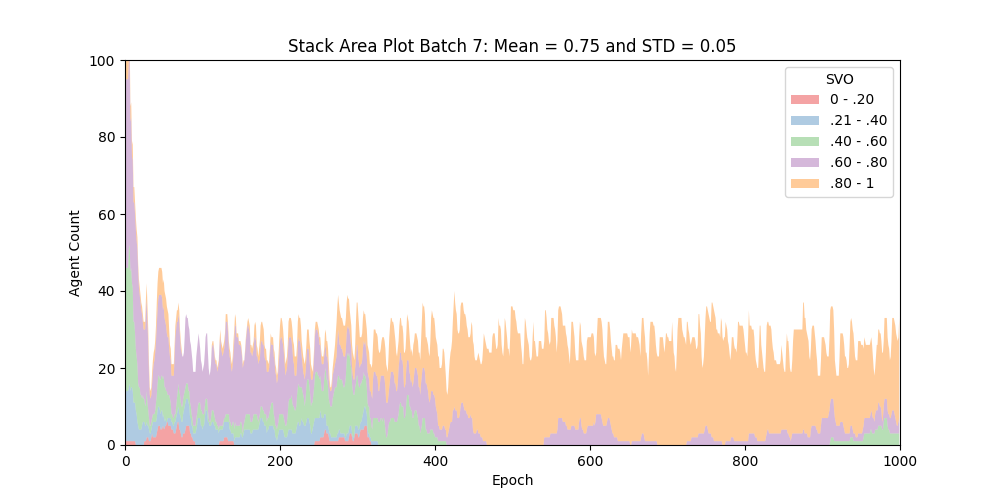 Stack Area Plot Batch 7: Mean = 0.75 and STD = 0.05
100
80
60
40
20
0
Agent Count
SVO
0 - .20
.21 - .40
.40 - .60
.60 - .80
.80 - 1
0 200 400 600 800 1000
Epoch